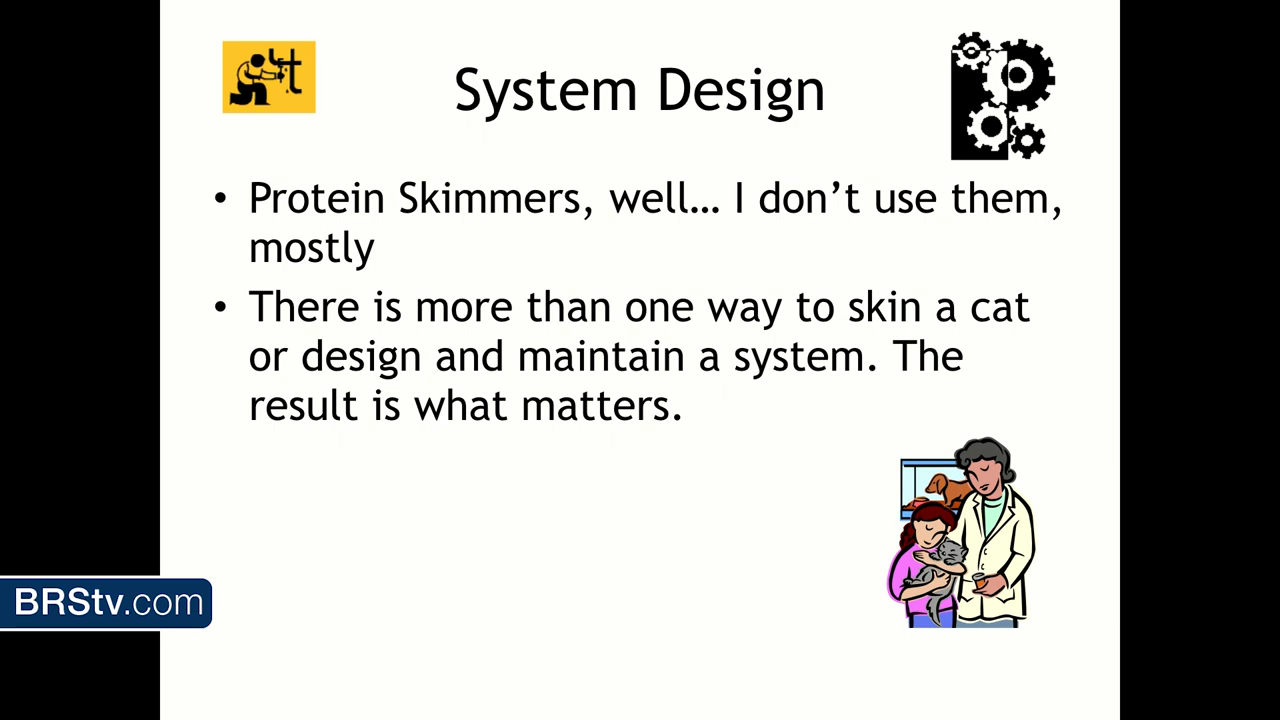 System Design
• Protein Skimmers, well… I don’t use them,
mostly
• There is more than one way to skin a cat
or design and maintain a system. The
result is what matters.
BRStv.com